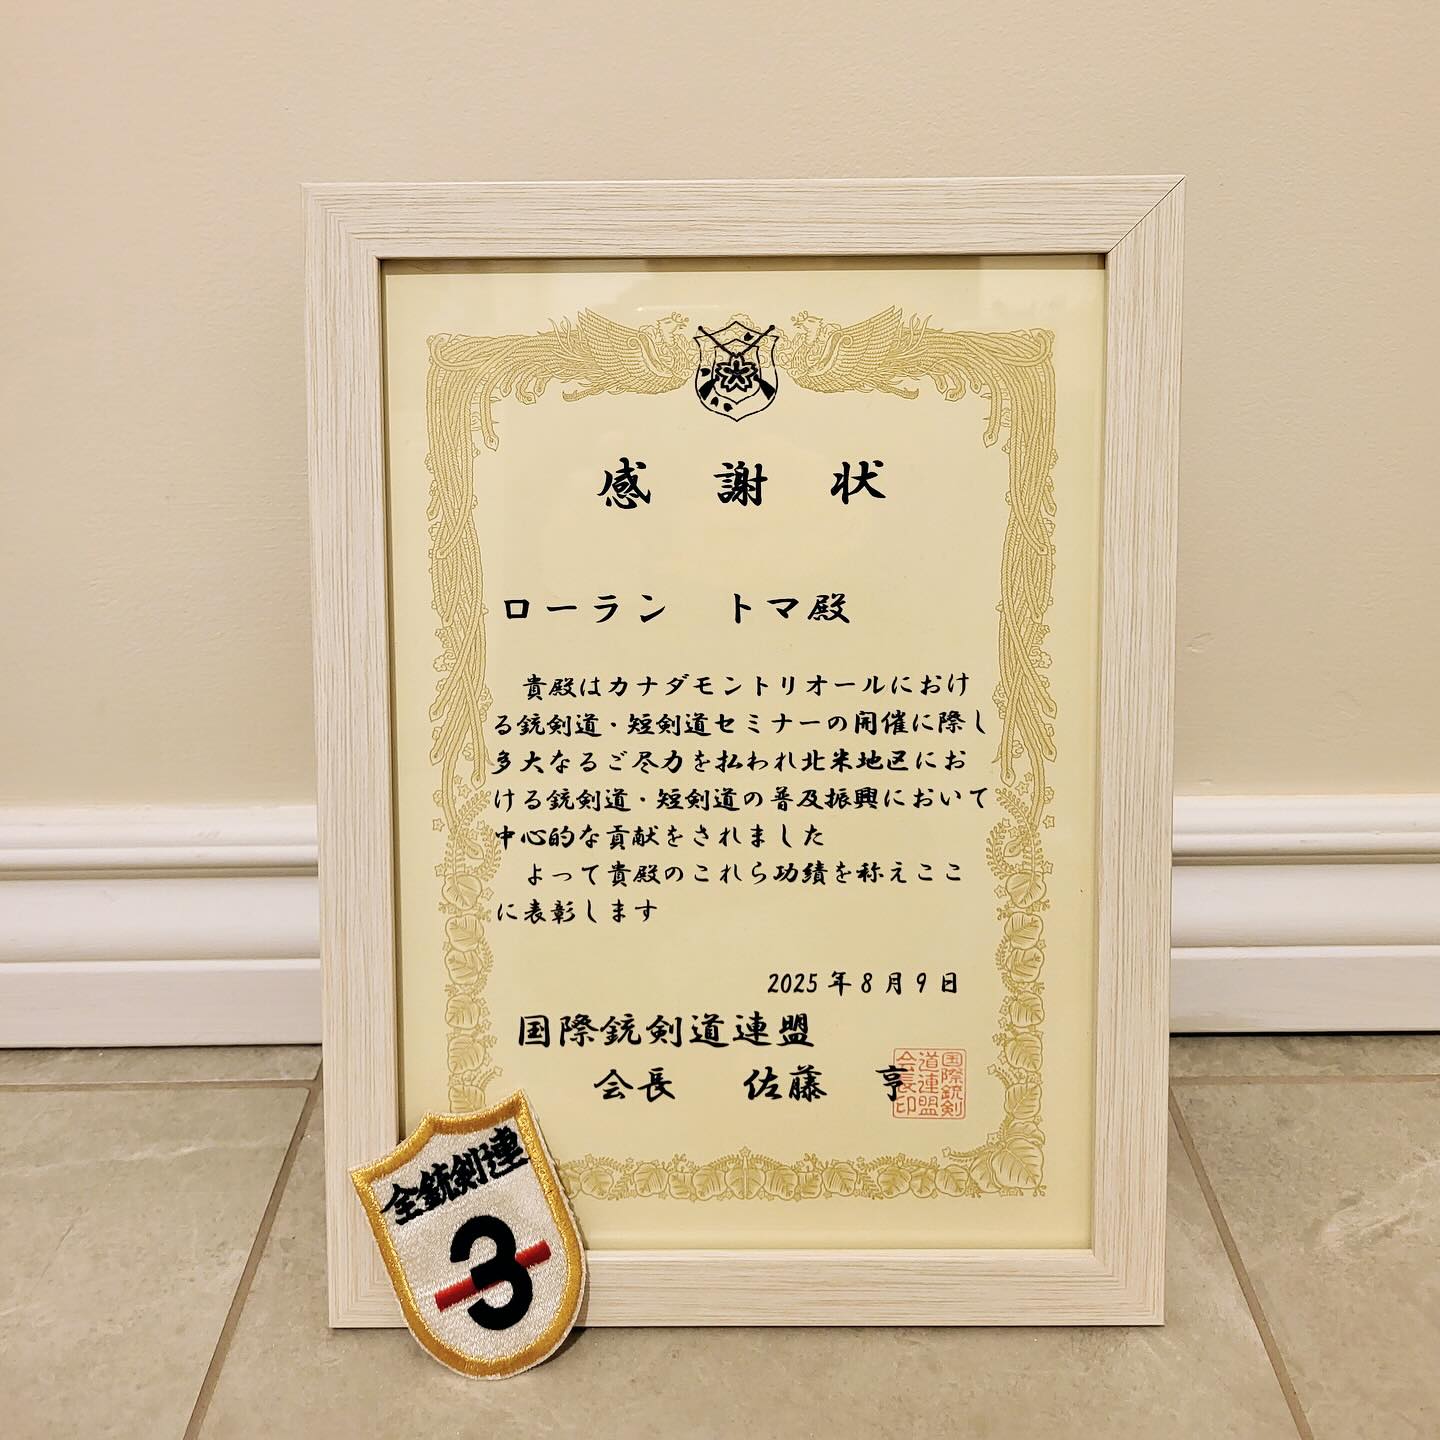 感謝状
ローラン　トマ殿
貴殿はカナダモントリオールにおけ
る銃剣道・短剣道セミナーの開催に際し
多大なるご尽力を払われ北米地区にお
ける銃剣道・短剣道の普及振興において
中心的な貢献をされました
よって貴殿のこれら功績を称えここ
に表彰します
2025年8月9日
国際銃剣道連盟
会長　佐藤　亨
国際銃剣
道連盟
会長印
全銃剣連
3